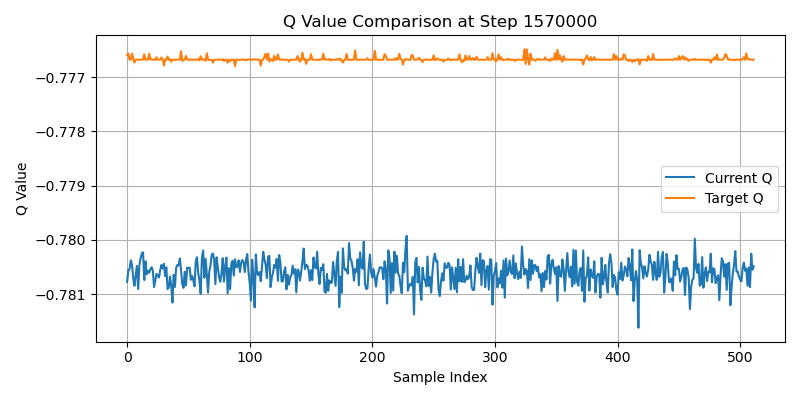 Q Value Comparison at Step 1570000
−0.777
−0.778
−0.779
−0.780
−0.781
Q Value
Current Q
Target Q
0
100
200
300
400
500
Sample Index